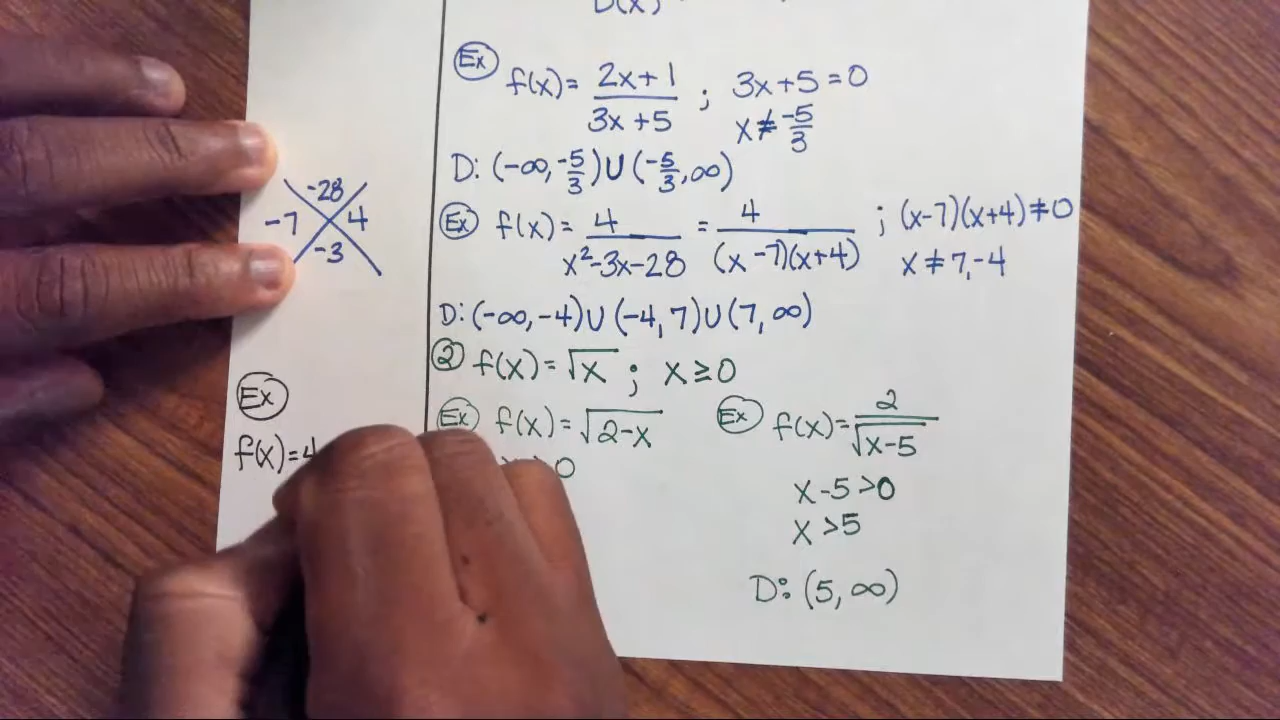 D(x)
Ex f(x) = 2x+1 / 3x+5 ; 3x+5=0
x ≠ -5/3
D: (-∞, -5/3) ∪ (-5/3, ∞)
-28
-7 4
-3
Ex f(x) = 4 / x²-3x-28 = 4 / (x-7)(x+4) ; (x-7)(x+4) ≠ 0
x ≠ 7, -4
D: (-∞, -4) ∪ (-4, 7) ∪ (7, ∞)
② f(x) = √x ; x ≥ 0
Ex f(x) = √2-x
0
Ex f(x) = 2 / √x-5
x-5>0
x>5
D: (5, ∞)
Ex
f(x)=4